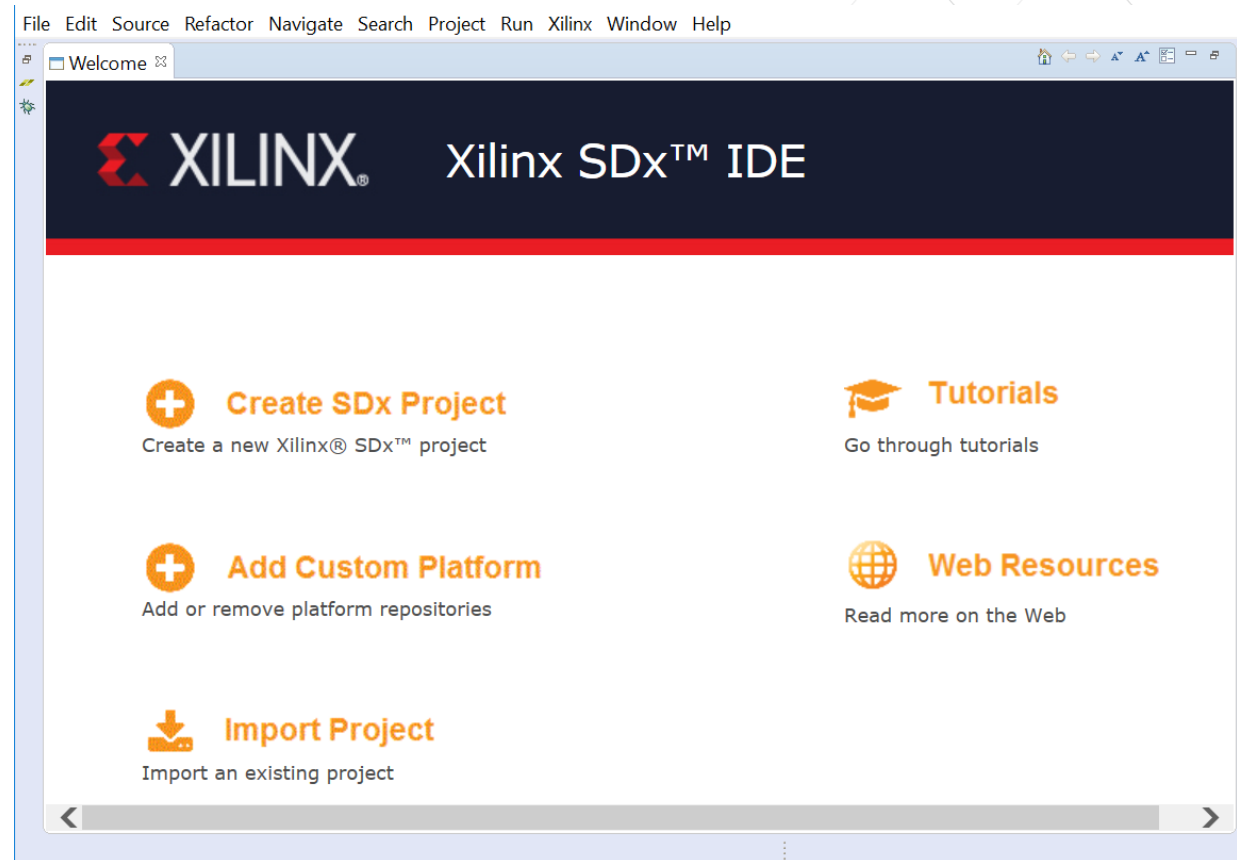 File Edit Source Refactor Navigate Search Project Run Xilinx Window Help
Welcome
XILINX® Xilinx SDx™ IDE
Create SDx Project
Create a new Xilinx® SDx™ project
Tutorials
Go through tutorials
Add Custom Platform
Add or remove platform repositories
Web Resources
Read more on the Web
Import Project
Import an existing project